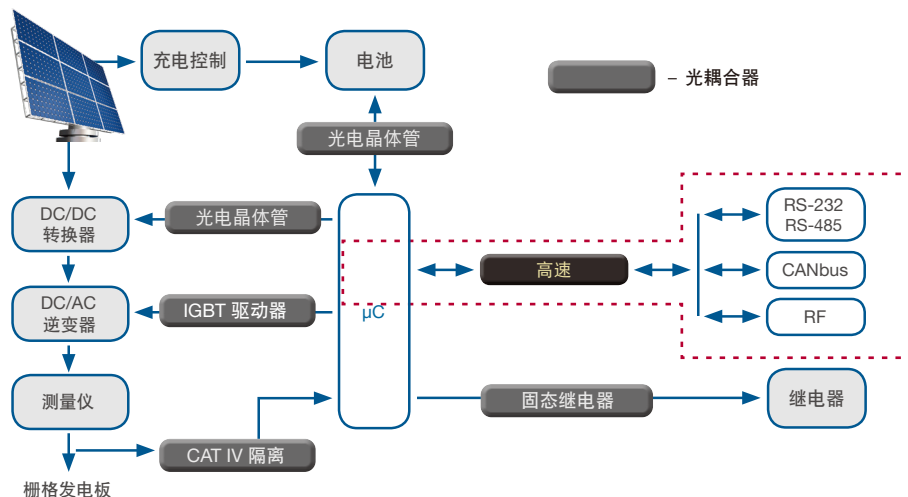 充电控制
电池
– 光耦合器
光电晶体管
DC/DC
转换器
光电晶体管
RS-232
RS-485
高速
CANbus
DC/AC
逆变器
IGBT 驱动器
µC
RF
测量仪
固态继电器
继电器
CAT IV 隔离
栅格发电板